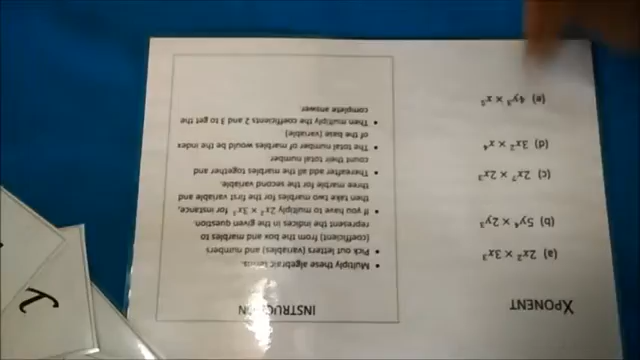 XPONENT
(a) 2x² × 3x³
(b) 5y⁴ × 2y³
(c) 2x⁷ × 2x³
(d) 3x² × x⁴
(e) 4y³ × x⁵
INSTRUCTION
• Multiply these algebraic terms.
• Pick out letters (variables) and numbers
(coefficient) from the box and marbles to
represent the indices in the given question.
• If you have to multiply 2x² × 3x³ for instance,
then take two marbles for the first variable and
three marble for the second variable.
• Thereafter add all the marbles together and
count their total number
• The total number of marbles would be the index
of the base (variable)
• Then multiply the coefficients 2 and 3 to get the
complete answer
y